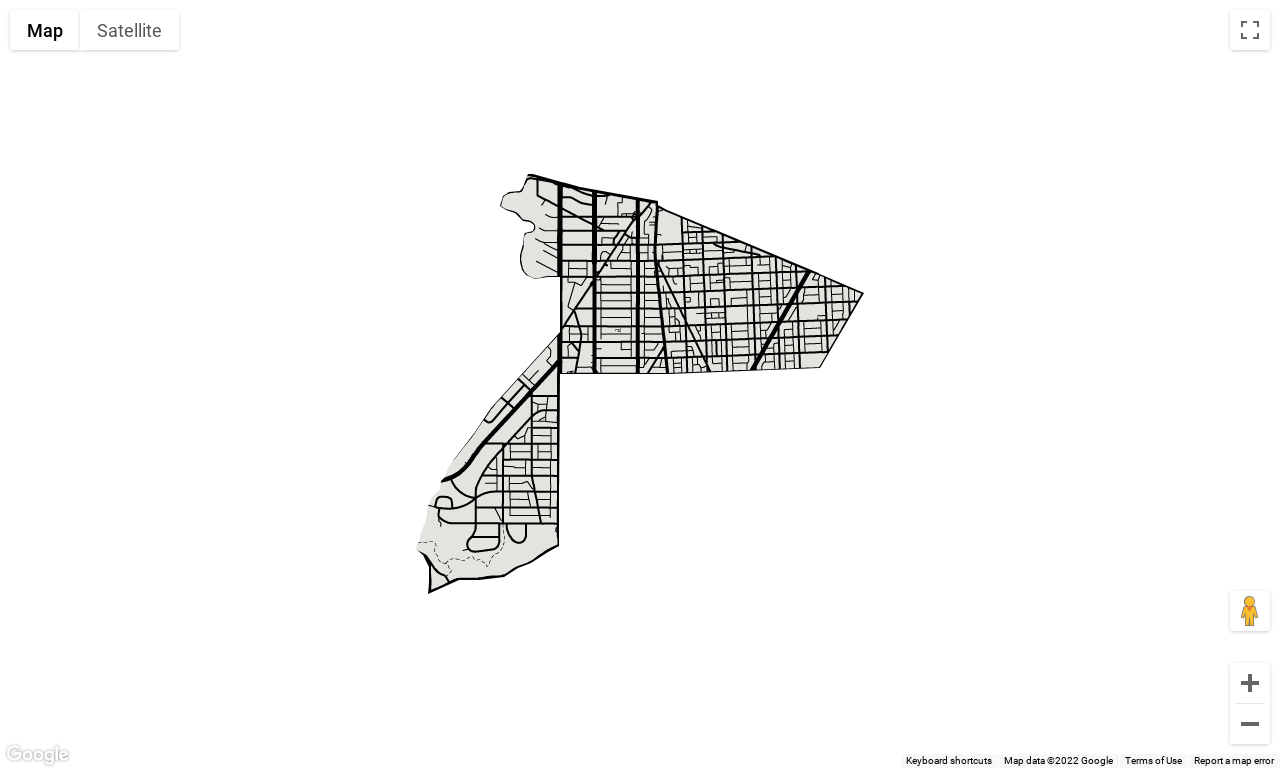 Map Satellite
Google
Keyboard shortcuts Map data ©2022 Google Terms of Use Report a map error